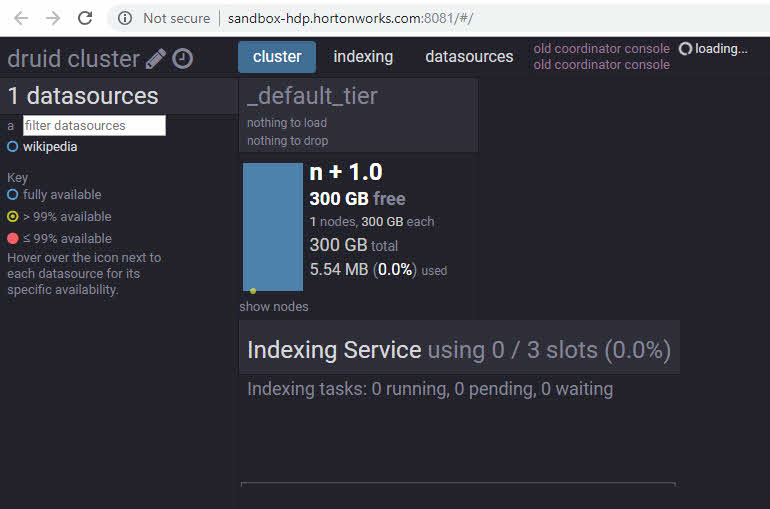 Not secure | sandbox-hdp.hortonworks.com:8081/#/
druid cluster
cluster indexing datasources
old coordinator console
old coordinator console
loading...
1 datasources
a filter datasources
wikipedia
Key
fully available
> 99% available
≤ 99% available
Hover over the icon next to
each datasource for its
specific availability.
_default_tier
nothing to load
nothing to drop
n + 1.0
300 GB free
1 nodes, 300 GB each
300 GB total
5.54 MB (0.0%) used
show nodes
Indexing Service using 0 / 3 slots (0.0%)
Indexing tasks: 0 running, 0 pending, 0 waiting